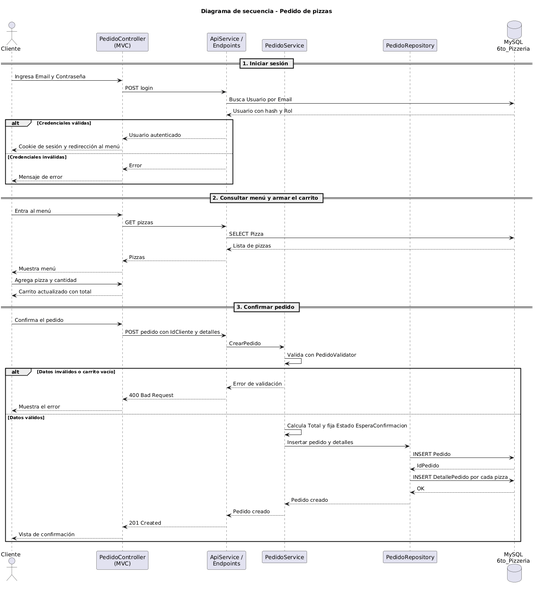 Diagrama de secuencia - Pedido de pizzas
Cliente
PedidoController
(MVC)
ApiService /
Endpoints
PedidoService
PedidoRepository
MySQL
6to_Pizzeria
1. Iniciar sesión
Ingresa Email y Contraseña
POST login
Busca Usuario por Email
Usuario con hash y Rol
alt [Credenciales válidas]
Usuario autenticado
Cookie de sesión y redirección al menú
[Credenciales inválidas]
Error
Mensaje de error
2. Consultar menú y armar el carrito
Entra al menú
GET pizzas
SELECT Pizza
Lista de pizzas
Pizzas
Muestra menú
Agrega pizza y cantidad
Carrito actualizado con total
3. Confirmar pedido
Confirma el pedido
POST pedido con IdCliente y detalles
CrearPedido
Valida con PedidoValidator
alt [Datos inválidos o carrito vacío]
Error de validación
400 Bad Request
Muestra el error
[Datos válidos]
Calcula Total y fija Estado EsperaConfirmacion
Insertar pedido y detalles
INSERT Pedido
IdPedido
INSERT DetallePedido por cada pizza
OK
Pedido creado
Pedido creado
201 Created
Vista de confirmación
Cliente
PedidoController
(MVC)
ApiService /
Endpoints
PedidoService
PedidoRepository
MySQL
6to_Pizzeria